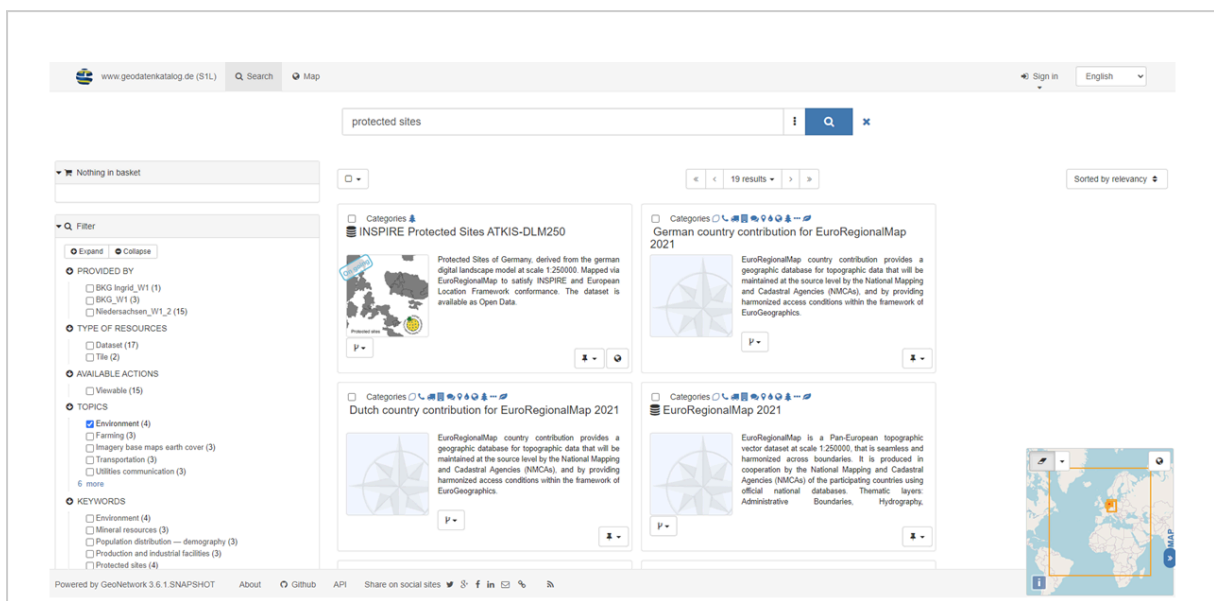 www.geodatenkatalog.de (S1L) Search Map Sign in English
protected sites
Nothing in basket
19 results
Sorted by relevancy
Filter
Expand Collapse
PROVIDED BY
BKG Ingrid_W1 (1)
BKG_W1 (3)
Niedersachsen_W1_2 (15)
TYPE OF RESOURCES
Dataset (17)
Tile (2)
AVAILABLE ACTIONS
Viewable (15)
TOPICS
Environment (4)
Farming (3)
Imagery base maps earth cover (3)
Transportation (3)
Utilities communication (3)
6 more
KEYWORDS
Environment (4)
Mineral resources (3)
Population distribution — demography (3)
Production and industrial facilities (3)
Protected sites (4)
Categories
INSPIRE Protected Sites ATKIS-DLM250
Protected Sites of Germany, derived from the german
digital landscape model at scale 1:250000. Mapped via
EuroRegionalMap to satisfy INSPIRE and European
Location Framework conformance. The dataset is
available as Open Data.
Protected sites
Categories
German country contribution for EuroRegionalMap
2021
EuroRegionalMap country contribution provides a
geographic database for topographic data that will be
maintained at the source level by the National Mapping
and Cadastral Agencies (NMCAs), and by providing
harmonized access conditions within the framework of
EuroGeographics.
Categories
Dutch country contribution for EuroRegionalMap 2021
EuroRegionalMap country contribution provides a
geographic database for topographic data that will be
maintained at the source level by the National Mapping
and Cadastral Agencies (NMCAs), and by providing
harmonized access conditions within the framework of
EuroGeographics.
Categories
EuroRegionalMap 2021
EuroRegionalMap is a Pan-European topographic
vector dataset at scale 1:250000, that is seamless and
harmonized across boundaries. It is produced in
cooperation by the National Mapping and Cadastral
Agencies (NMCAs) of the participating countries using
official national databases. Thematic layers:
Administrative Boundaries, Hydrography,
MAP
Powered by GeoNetwork 3.6.1.SNAPSHOT About Github API Share on social sites